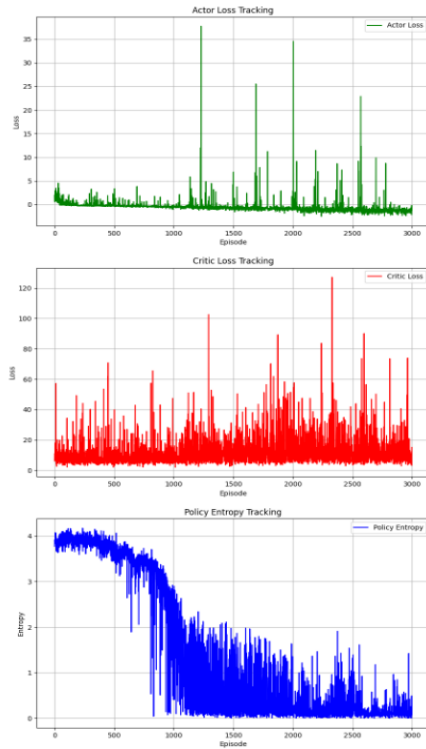 Actor Loss Tracking
Actor Loss
35
30
25
20
15
10
5
0
Loss
0 500 1000 1500 2000 2500 3000
Episode
Critic Loss Tracking
Critic Loss
120
100
80
60
40
20
0
Loss
0 500 1000 1500 2000 2500 3000
Episode
Policy Entropy Tracking
Policy Entropy
4
3
2
1
0
Entropy
0 500 1000 1500 2000 2500 3000
Episode